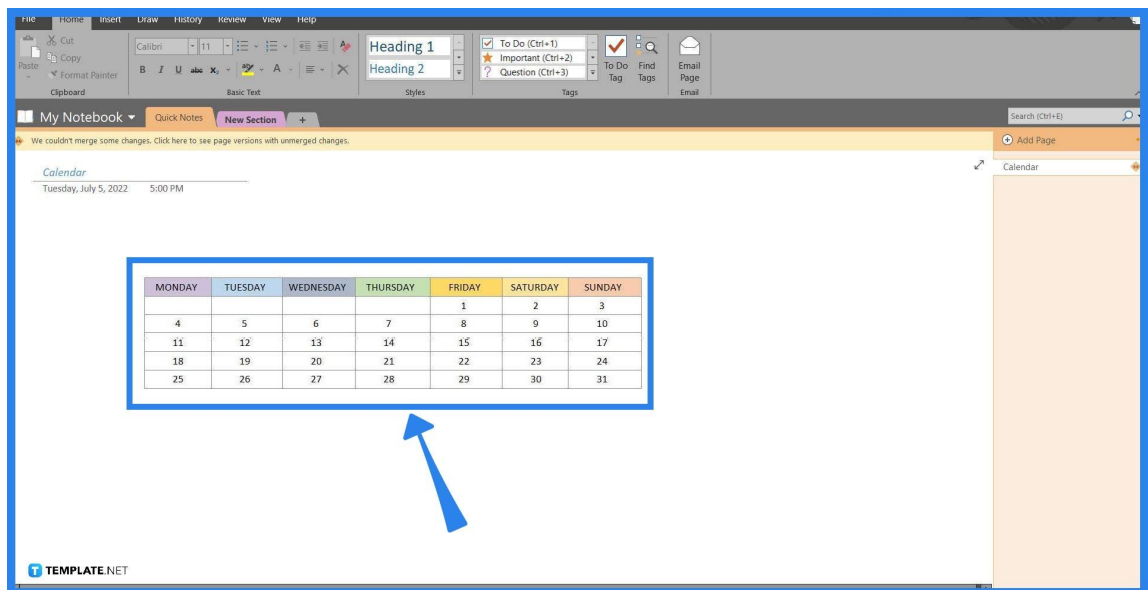 File Home Insert Draw History Review View Help
Cut
Copy
Paste
Format Painter
Clipboard
Calibri 11
B I U abc X₂ aby A
Basic Text
Heading 1
Heading 2
Styles
To Do (Ctrl+1)
Important (Ctrl+2)
Question (Ctrl+3)
To Do Tag
Find Tags
Tags
Email Page
Email
My Notebook Quick Notes New Section +
Search (Ctrl+E)
We couldn't merge some changes. Click here to see page versions with unmerged changes.
Add Page
Calendar
Calendar
Tuesday, July 5, 2022 5:00 PM
MONDAY TUESDAY WEDNESDAY THURSDAY FRIDAY SATURDAY SUNDAY
1 2 3
4 5 6 7 8 9 10
11 12 13 14 15 16 17
18 19 20 21 22 23 24
25 26 27 28 29 30 31
T TEMPLATE.NET